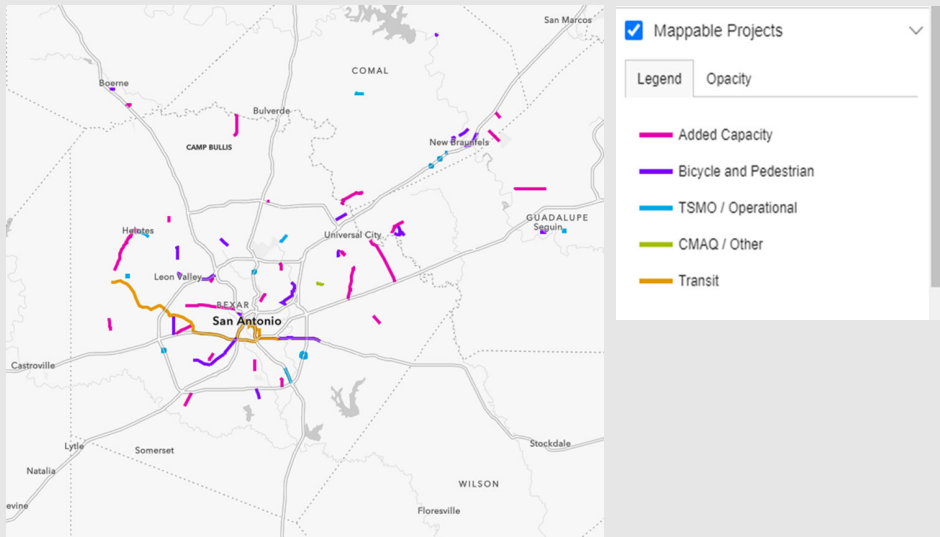 San Marcos
COMAL
Boerne
Bulverde
CAMP BULLIS
New Braunfels
GUADALUPE
Seguin
Helotes
Universal City
Leon Valley
BEXAR
San Antonio
Castroville
Lytle
Somerset
Stockdale
Natalia
WILSON
evine
Floresville
Mappable Projects
Legend
Opacity
Added Capacity
Bicycle and Pedestrian
TSMO / Operational
CMAQ / Other
Transit